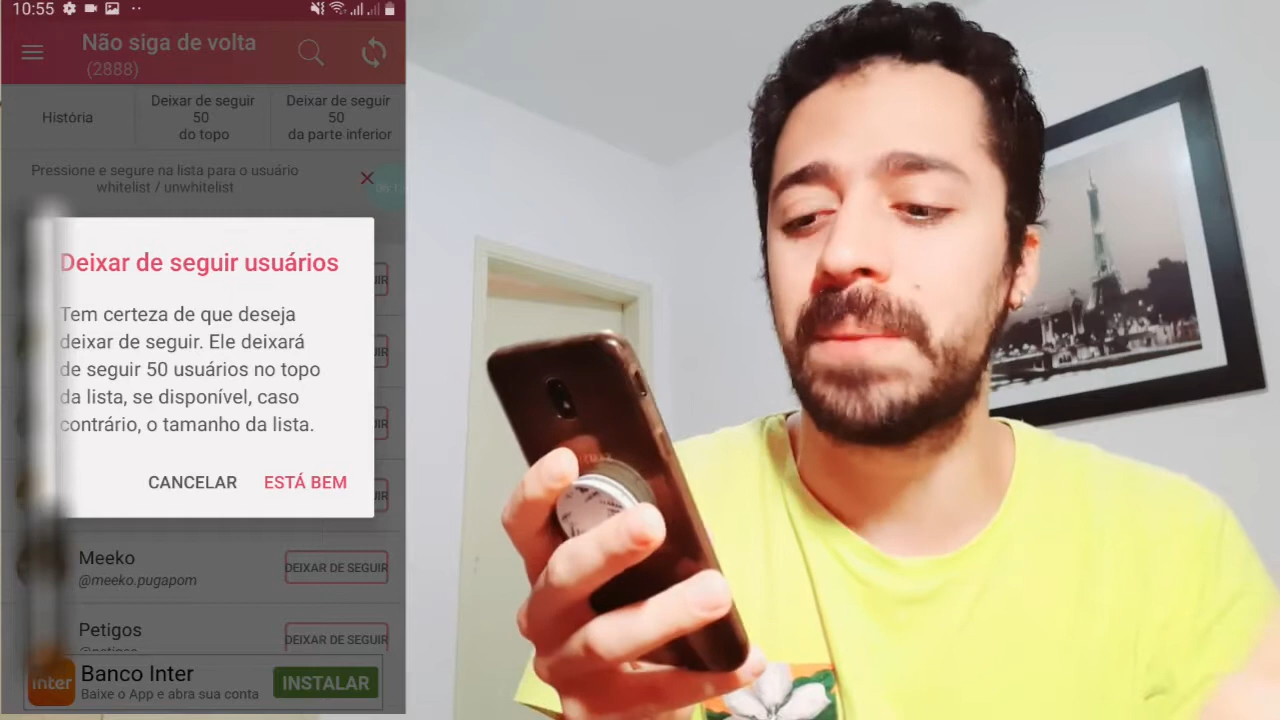 10:55
Não siga de volta
(2888)
História
Deixar de seguir
50
do topo
Deixar de seguir
50
da parte inferior
Pressione e segure na lista para o usuário
whitelist / unwhitelist
Deixar de seguir usuários
Tem certeza de que deseja
deixar de seguir. Ele deixará
de seguir 50 usuários no topo
da lista, se disponível, caso
contrário, o tamanho da lista.
CANCELAR ESTÁ BEM
Meeko
@meeko.pugapom
DEIXAR DE SEGUIR
Petigos
DEIXAR DE SEGUIR
inter
Banco Inter
Baixe o App e abra sua conta
INSTALAR